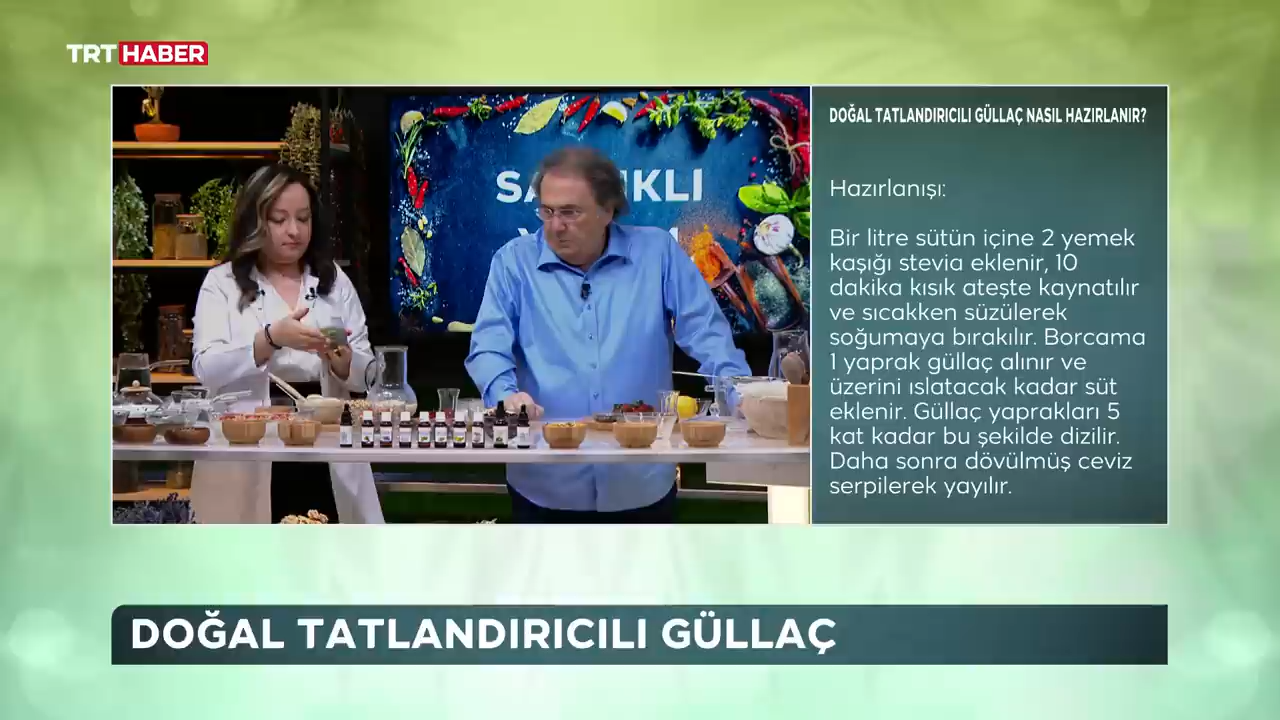 TRT HABER
DOĞAL TATLANDIRICILI GÜLLAÇ NASIL HAZIRLANIR?
Hazırlanışı:
Bir litre sütün içine 2 yemek
kaşığı stevia eklenir, 10
dakika kısık ateşte kaynatılır
ve sıcakken süzülerek
soğumaya bırakılır. Borcama
1 yaprak güllaç alınır ve
üzerini ıslatacak kadar süt
eklenir. Güllaç yaprakları 5
kat kadar bu şekilde dizilir.
Daha sonra dövülmüş ceviz
serpilerek yayılır.
DOĞAL TATLANDIRICILI GÜLLAÇ